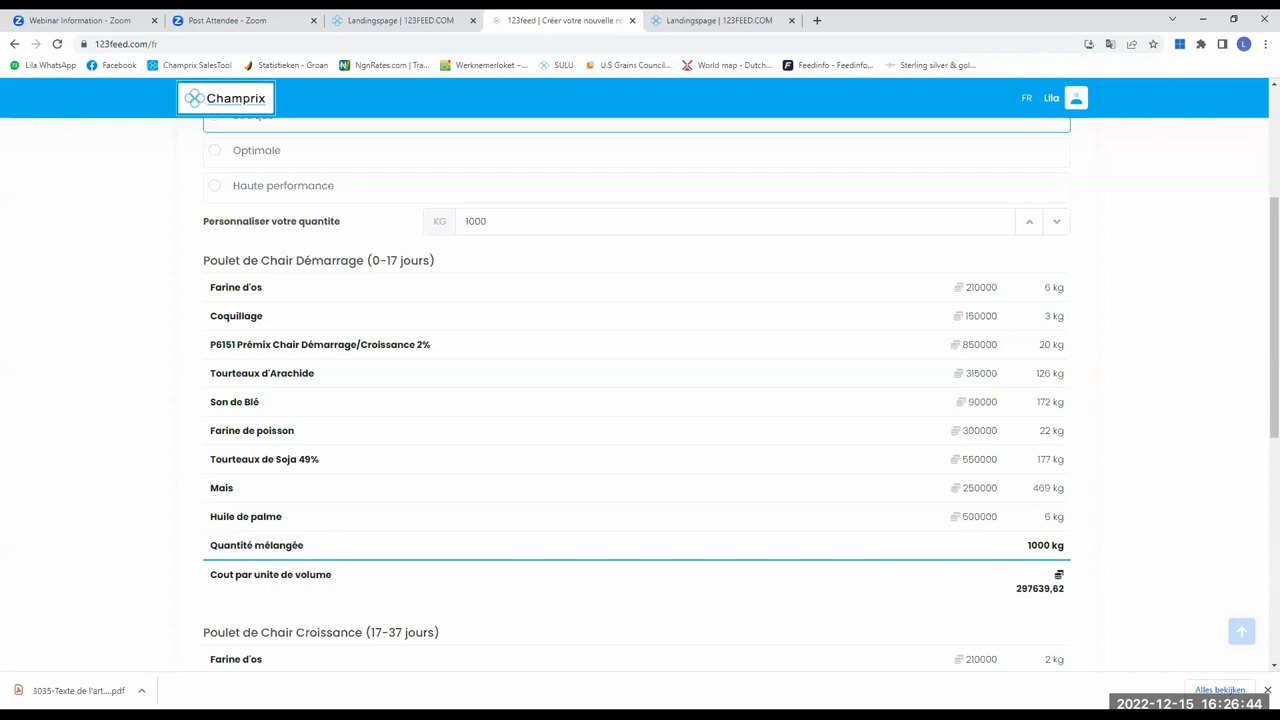 Webinar Information - Zoom
Post Attendee - Zoom
Landingspage | 123FEED.COM
123feed | Créer votre nouvelle re
Landingspage | 123FEED.COM
123feed.com/fr
Lila WhatsApp
Facebook
Champrix SalesTool
Statistieken - Groan
NgnRates.com | Tra...
Werknemerloket –...
SULU
U.S Grains Council...
World map - Dutch...
Feedinfo - Feedinfo...
Sterling silver & gol...
Champrix
FR Lila
Optimale
Haute performance
Personnaliser votre quantite KG 1000
Poulet de Chair Démarrage (0-17 jours)
Farine d'os 210000 6 kg
Coquillage 150000 3 kg
P6151 Prémix Chair Démarrage/Croissance 2% 850000 20 kg
Tourteaux d'Arachide 315000 126 kg
Son de Blé 90000 172 kg
Farine de poisson 300000 22 kg
Tourteaux de Soja 49% 550000 177 kg
Mais 250000 469 kg
Huile de palme 500000 6 kg
Quantité mélangée 1000 kg
Cout par unite de volume
297639,62
Poulet de Chair Croissance (17-37 jours)
Farine d'os 210000 2 kg
3035-Texte de l'art....pdf
Alles bekijken
2022-12-15 16:26:44